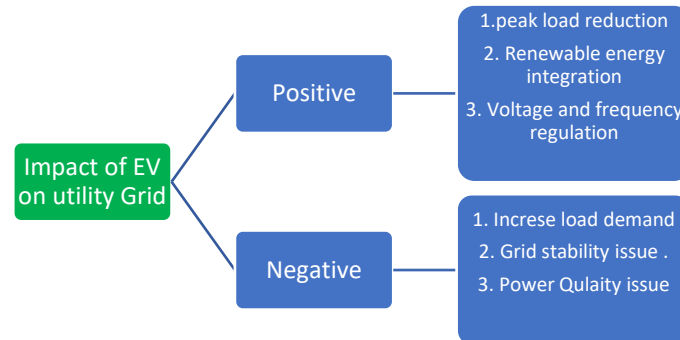 Impact of EV
on utility Grid
Positive
1.peak load reduction
2. Renewable energy
integration
3. Voltage and frequency
regulation
Negative
1. Increse load demand
2. Grid stability issue .
3. Power Qulaity issue